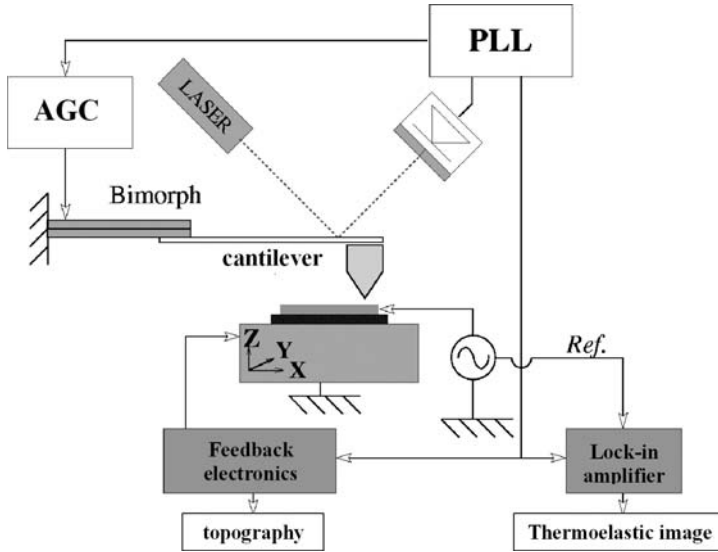 PLL
AGC
LASER
Bimorph
cantilever
Z
Y
X
Ref.
Feedback
electronics
Lock-in
amplifier
topography
Thermoelastic image